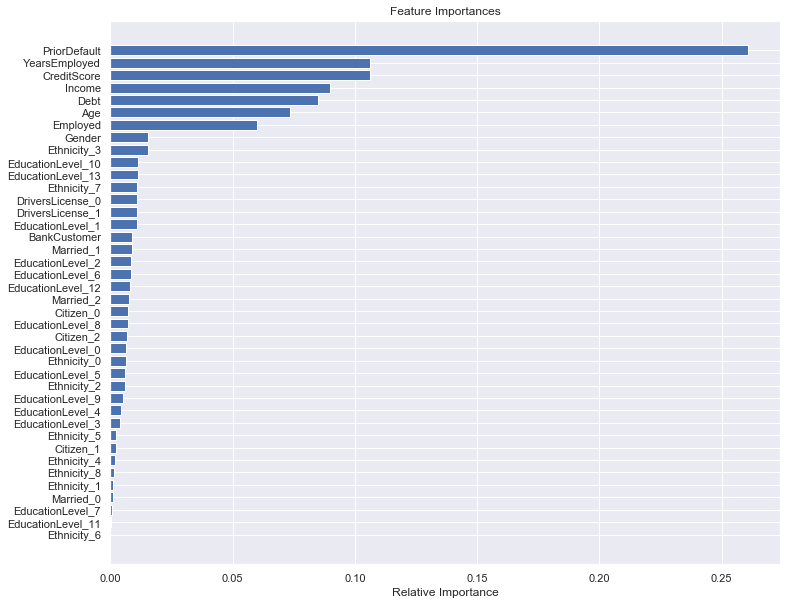 Feature Importances
PriorDefault
YearsEmployed
CreditScore
Income
Debt
Age
Employed
Gender
Ethnicity_3
EducationLevel_10
EducationLevel_13
Ethnicity_7
DriversLicense_0
DriversLicense_1
EducationLevel_1
BankCustomer
Married_1
EducationLevel_2
EducationLevel_6
EducationLevel_12
Married_2
Citizen_0
EducationLevel_8
Citizen_2
EducationLevel_0
Ethnicity_0
EducationLevel_5
Ethnicity_2
EducationLevel_9
EducationLevel_4
EducationLevel_3
Ethnicity_5
Citizen_1
Ethnicity_4
Ethnicity_8
Ethnicity_1
Married_0
EducationLevel_7
EducationLevel_11
Ethnicity_6
0.00 0.05 0.10 0.15 0.20 0.25
Relative Importance